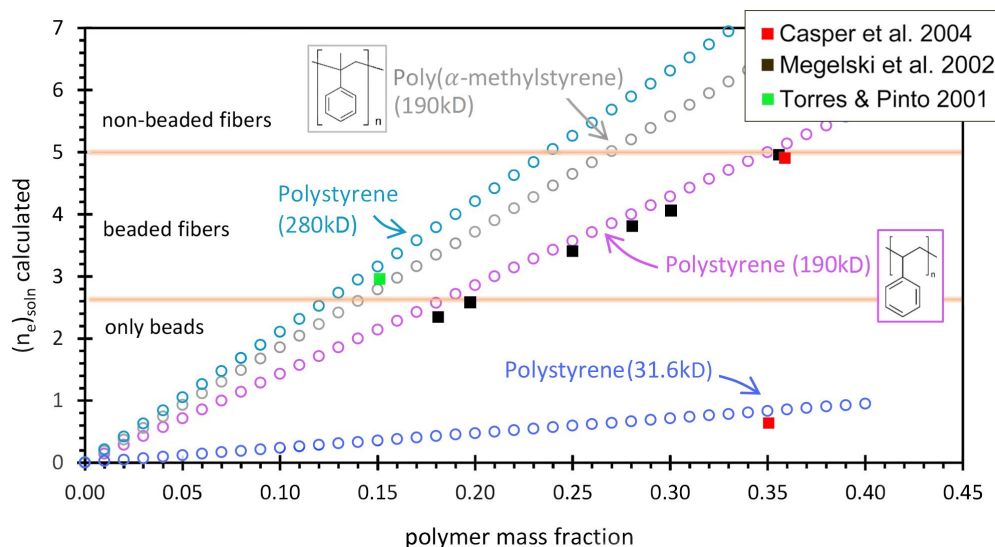 7
6
5
4
3
2
1
0
(nₑ)soln calculated
non-beaded fibers
beaded fibers
only beads
n
Poly(α-methylstyrene)
(190kD)
Casper et al. 2004
Megelski et al. 2002
Torres & Pinto 2001
Polystyrene
(280kD)
Polystyrene (190kD)
n
Polystyrene(31.6kD)
0.00 0.05 0.10 0.15 0.20 0.25 0.30 0.35 0.40 0.45
polymer mass fraction